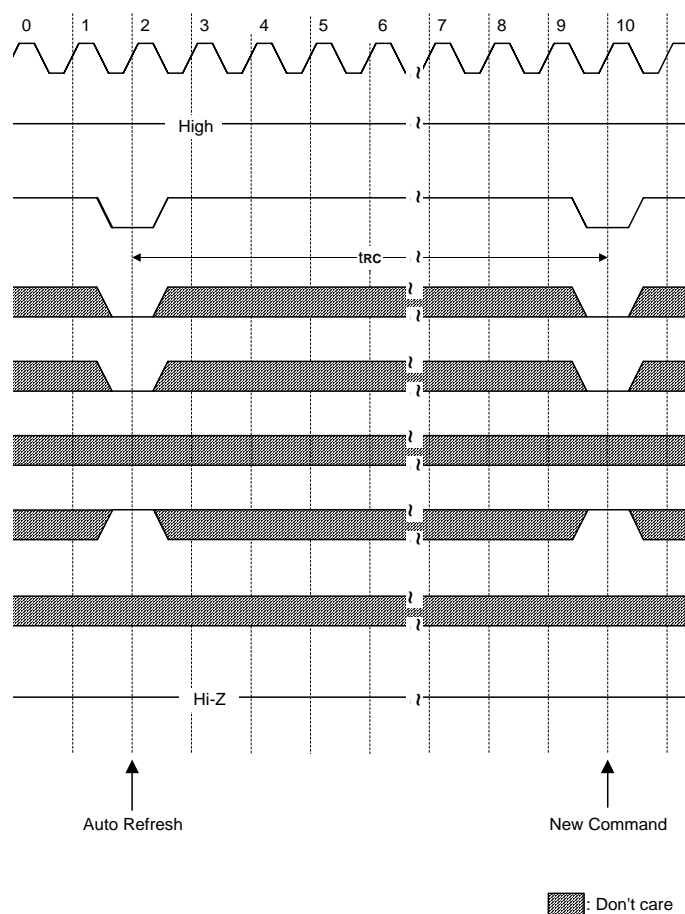 0 1 2 3 4 5 6 7 8 9 10
High
tRC
Hi-Z
Auto Refresh New Command
: Don't care